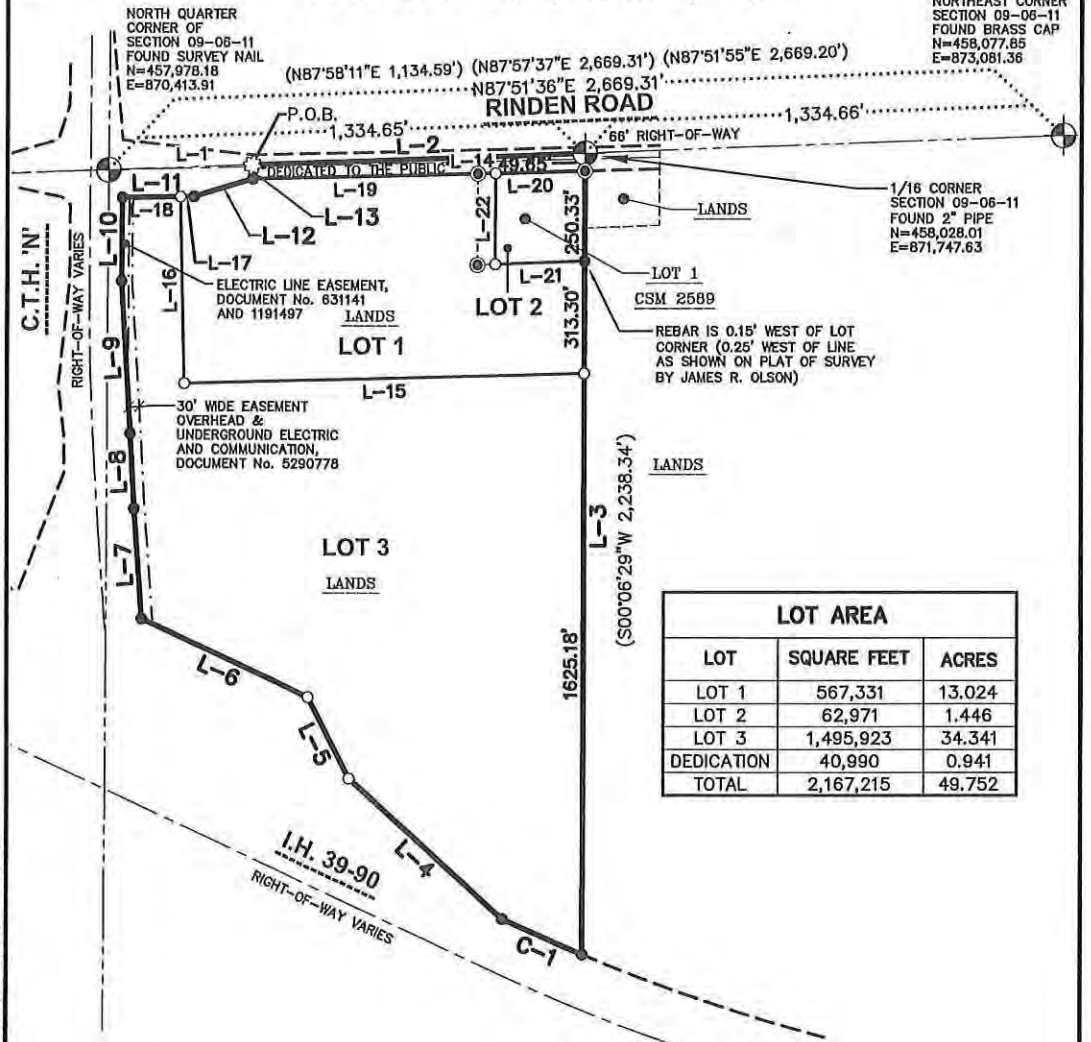 NORTH QUARTER
CORNER OF
SECTION 09-06-11
FOUND SURVEY NAIL
N=457,978.18
E=870,413.91
NORTHEAST CORNER
SECTION 09-06-11
FOUND BRASS CAP
N=458,077.85
E=873,081.36
(N87°58'11"E 1,134.59') (N87°57'37"E 2,669.31') (N87°51'55"E 2,669.20')
N87°51'36"E 2,669.31'
RINDEN ROAD
P.O.B.
1,334.65'
1,334.66'
66' RIGHT-OF-WAY
L-1
L-2
L-14
49.65'
DEDICATED TO THE PUBLIC
L-11
L-18
L-19
L-20
L-13
L-12
L-17
L-10
L-16
L-22
L-21
250.33'
LANDS
1/16 CORNER
SECTION 09-06-11
FOUND 2" PIPE
N=458,028.01
E=871,747.63
C.T.H. 'N'
RIGHT-OF-WAY VARIES
ELECTRIC LINE EASEMENT,
DOCUMENT No. 631141
AND 1191497
LANDS
LOT 1
LOT 2
LOT 1
CSM 2589
313.30'
REBAR IS 0.15' WEST OF LOT
CORNER (0.25' WEST OF LINE
AS SHOWN ON PLAT OF SURVEY
BY JAMES R. OLSON)
L-9
L-15
30' WIDE EASEMENT
OVERHEAD &
UNDERGROUND ELECTRIC
AND COMMUNICATION,
DOCUMENT No. 5290778
L-8
L-7
LOT 3
LANDS
L-3
(S00°06'29"W 2,238.34')
LANDS
1625.18'
L-6
L-5
L-4
C-1
I.H. 39-90
RIGHT-OF-WAY VARIES
LOT AREA
LOT SQUARE FEET ACRES
LOT 1 567,331 13.024
LOT 2 62,971 1.446
LOT 3 1,495,923 34.341
DEDICATION 40,990 0.941
TOTAL 2,167,215 49.752